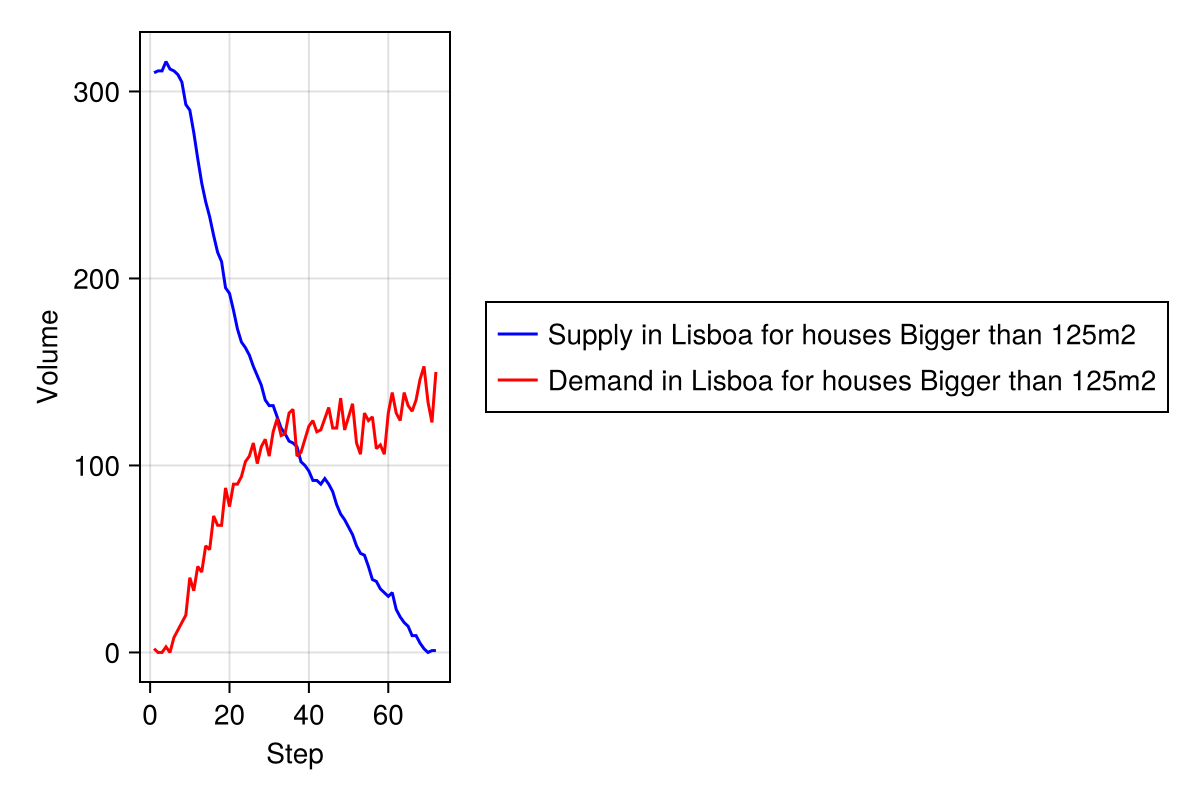 300
200
100
0
Volume
0 20 40 60
Step
Supply in Lisboa for houses Bigger than 125m2
Demand in Lisboa for houses Bigger than 125m2